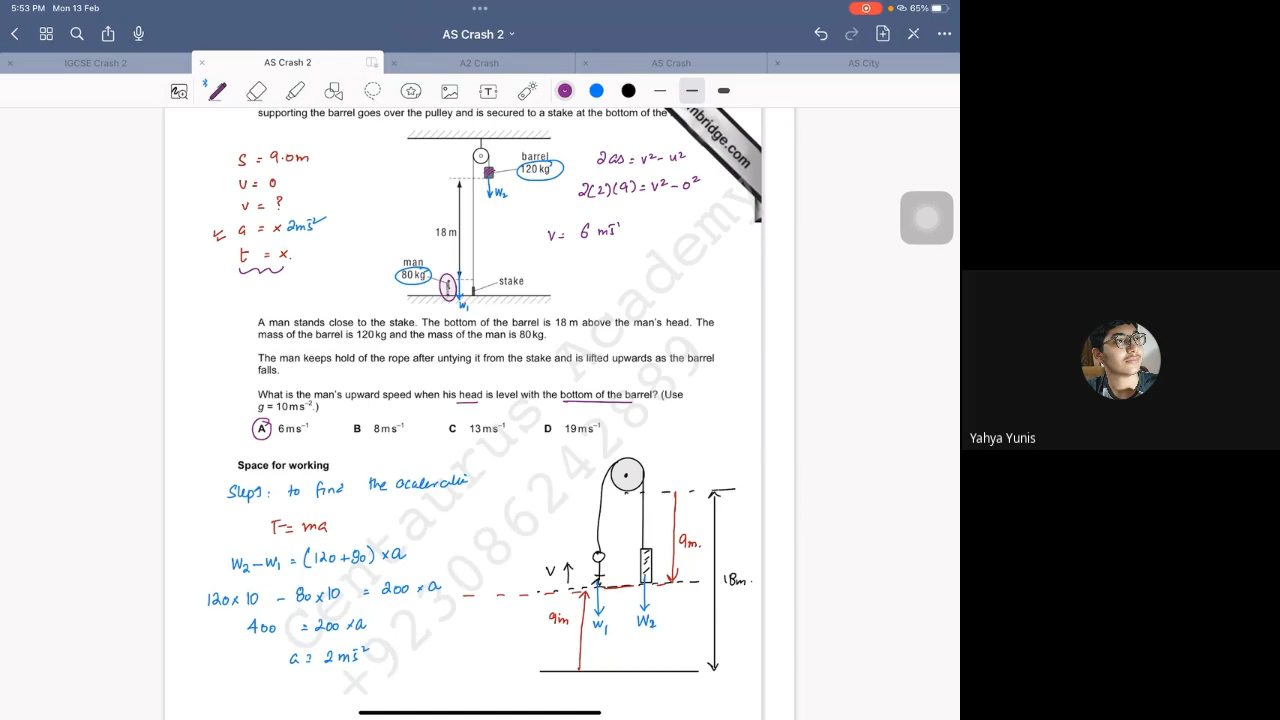 5:53 PM Mon 13 Feb
65%
AS Crash 2
IGCSE Crash 2
AS Crash 2
A2 Crash
AS Crash
AS City
supporting the barrel goes over the pulley and is secured to a stake at the bottom of the
mbridge.com
S = 9.0m
U = 0
V = ?
a = x 2ms⁻²
t = x.
barrel
120 kg
W₂
18 m
man
80 kg
stake
W₁
2as = v² - u²
2(2)(9) = v² - 0²
V = 6 ms⁻¹
A man stands close to the stake. The bottom of the barrel is 18 m above the man's head. The
mass of the barrel is 120 kg and the mass of the man is 80 kg.
The man keeps hold of the rope after untying it from the stake and is lifted upwards as the barrel
falls.
What is the man's upward speed when his head is level with the bottom of the barrel? (Use
g = 10 m s⁻².)
A 6 m s⁻¹ B 8 m s⁻¹ C 13 m s⁻¹ D 19 m s⁻¹
Space for working
to find the
F = ma
W₂ - W₁ = (120 + 80) × a
120 × 10 - 80 × 10 = 200 × a
400 = 200 × a
a = 2 ms⁻²
9m.
18m.
V
9m
W₁
W₂
Centaurus Academy
+923086242889
Yahya Yunis